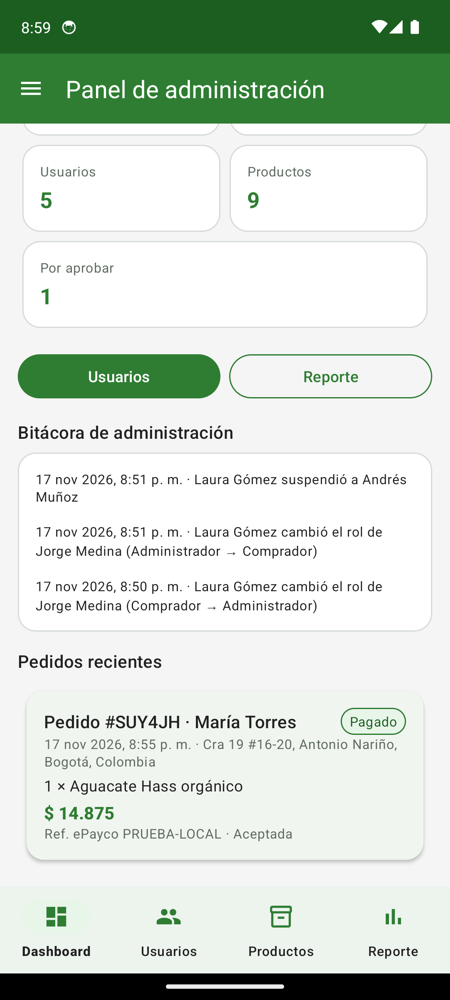 8:59
Panel de administración
Usuarios
5
Productos
9
Por aprobar
1
Usuarios
Reporte
Bitácora de administración
17 nov 2026, 8:51 p. m. · Laura Gómez suspendió a Andrés
Muñoz
17 nov 2026, 8:51 p. m. · Laura Gómez cambió el rol de
Jorge Medina (Administrador → Comprador)
17 nov 2026, 8:50 p. m. · Laura Gómez cambió el rol de
Jorge Medina (Comprador → Administrador)
Pedidos recientes
Pedido #SUY4JH · María Torres
Pagado
17 nov 2026, 8:55 p. m. · Cra 19 #16-20, Antonio Nariño,
Bogotá, Colombia
1 × Aguacate Hass orgánico
$ 14.875
Ref. ePayco PRUEBA-LOCAL · Aceptada
Dashboard
Usuarios
Productos
Reporte